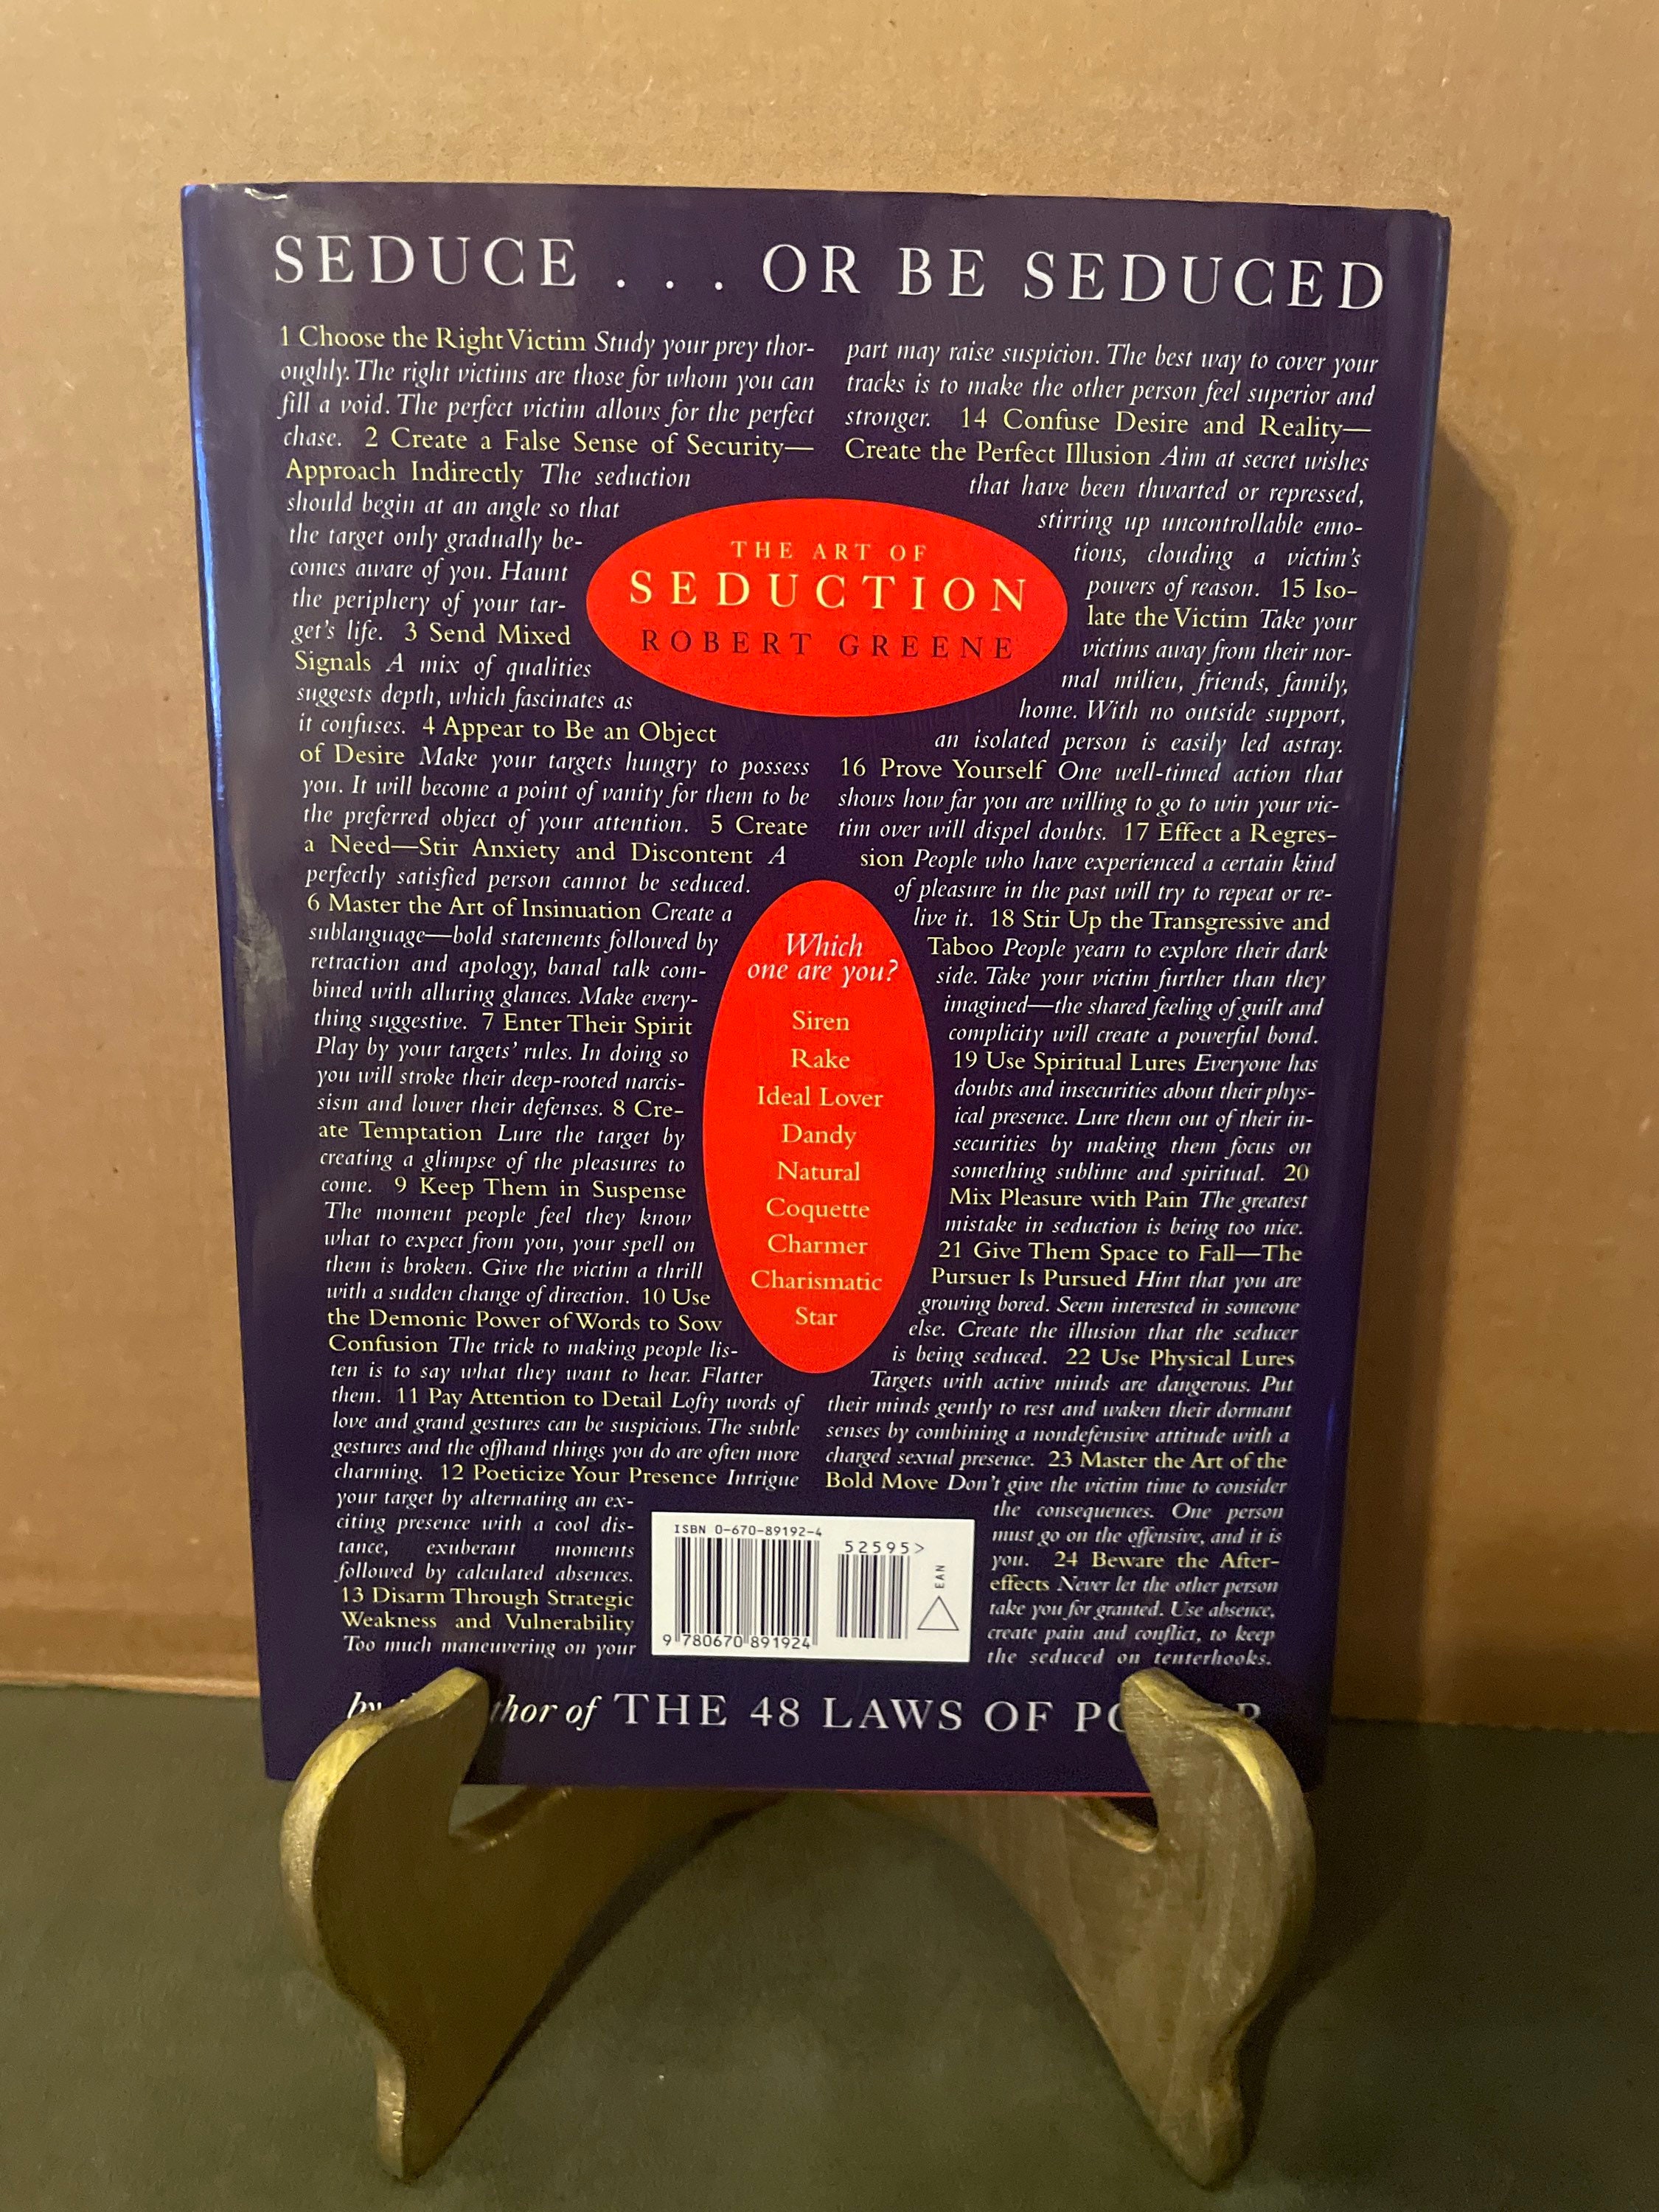 SEDUCE . . . OR BE SEDUCED
1 Choose the Right Victim Study your prey thor-
oughly. The right victims are those for whom you can
fill a void. The perfect victim allows for the perfect
chase. 2 Create a False Sense of Security—
Approach Indirectly The seduction
should begin at an angle so that
the target only gradually be-
comes aware of you. Haunt
the periphery of your tar-
get's life. 3 Send Mixed
Signals A mix of qualities
suggests depth, which fascinates as
it confuses. 4 Appear to Be an Object
of Desire Make your targets hungry to possess
you. It will become a point of vanity for them to be
the preferred object of your attention. 5 Create
a Need—Stir Anxiety and Discontent A
perfectly satisfied person cannot be seduced.
6 Master the Art of Insinuation Create a
sublanguage—bold statements followed by
retraction and apology, banal talk com-
bined with alluring glances. Make every-
thing suggestive. 7 Enter Their Spirit
Play by your targets' rules. In doing so
you will stroke their deep-rooted narcis-
sism and lower their defenses. 8 Cre-
ate Temptation Lure the target by
creating a glimpse of the pleasures to
come. 9 Keep Them in Suspense
The moment people feel they know
what to expect from you, your spell on
them is broken. Give the victim a thrill
with a sudden change of direction. 10 Use
the Demonic Power of Words to Sow
Confusion The trick to making people lis-
ten is to say what they want to hear. Flatter
them. 11 Pay Attention to Detail Lofty words of
love and grand gestures can be suspicious. The subtle
gestures and the offhand things you do are often more
charming. 12 Poeticize Your Presence Intrigue
your target by alternating an ex-
citing presence with a cool dis-
tance, exuberant moments
followed by calculated absences.
13 Disarm Through Strategic
Weakness and Vulnerability
Too much maneuvering on your
part may raise suspicion. The best way to cover your
tracks is to make the other person feel superior and
stronger. 14 Confuse Desire and Reality—
Create the Perfect Illusion Aim at secret wishes
that have been thwarted or repressed,
stirring up uncontrollable emo-
tions, clouding a victim's
powers of reason. 15 Iso-
late the Victim Take your
victims away from their nor-
mal milieu, friends, family,
home. With no outside support,
an isolated person is easily led astray.
16 Prove Yourself One well-timed action that
shows how far you are willing to go to win your vic-
tim over will dispel doubts. 17 Effect a Regres-
sion People who have experienced a certain kind
of pleasure in the past will try to repeat or re-
live it. 18 Stir Up the Transgressive and
Taboo People yearn to explore their dark
side. Take your victim further than they
imagined—the shared feeling of guilt and
complicity will create a powerful bond.
19 Use Spiritual Lures Everyone has
doubts and insecurities about their phys-
ical presence. Lure them out of their in-
securities by making them focus on
something sublime and spiritual. 20
Mix Pleasure with Pain The greatest
mistake in seduction is being too nice.
21 Give Them Space to Fall—The
Pursuer Is Pursued Hint that you are
growing bored. Seem interested in someone
else. Create the illusion that the seducer
is being seduced. 22 Use Physical Lures
Targets with active minds are dangerous. Put
their minds gently to rest and waken their dormant
senses by combining a nondefensive attitude with a
charged sexual presence. 23 Master the Art of the
Bold Move Don't give the victim time to consider
the consequences. One person
must go on the offensive, and it is
you. 24 Beware the After-
effects Never let the other person
take you for granted. Use absence,
create pain and conflict, to keep
the seduced on tenterhooks.
THE ART OF
SEDUCTION
ROBERT GREENE
Which
one are you?
Siren
Rake
Ideal Lover
Dandy
Natural
Coquette
Charmer
Charismatic
Star
ISBN 0-670-89192-4
52595>
EAN
9 780670 891924
of THE 48 LAWS OF